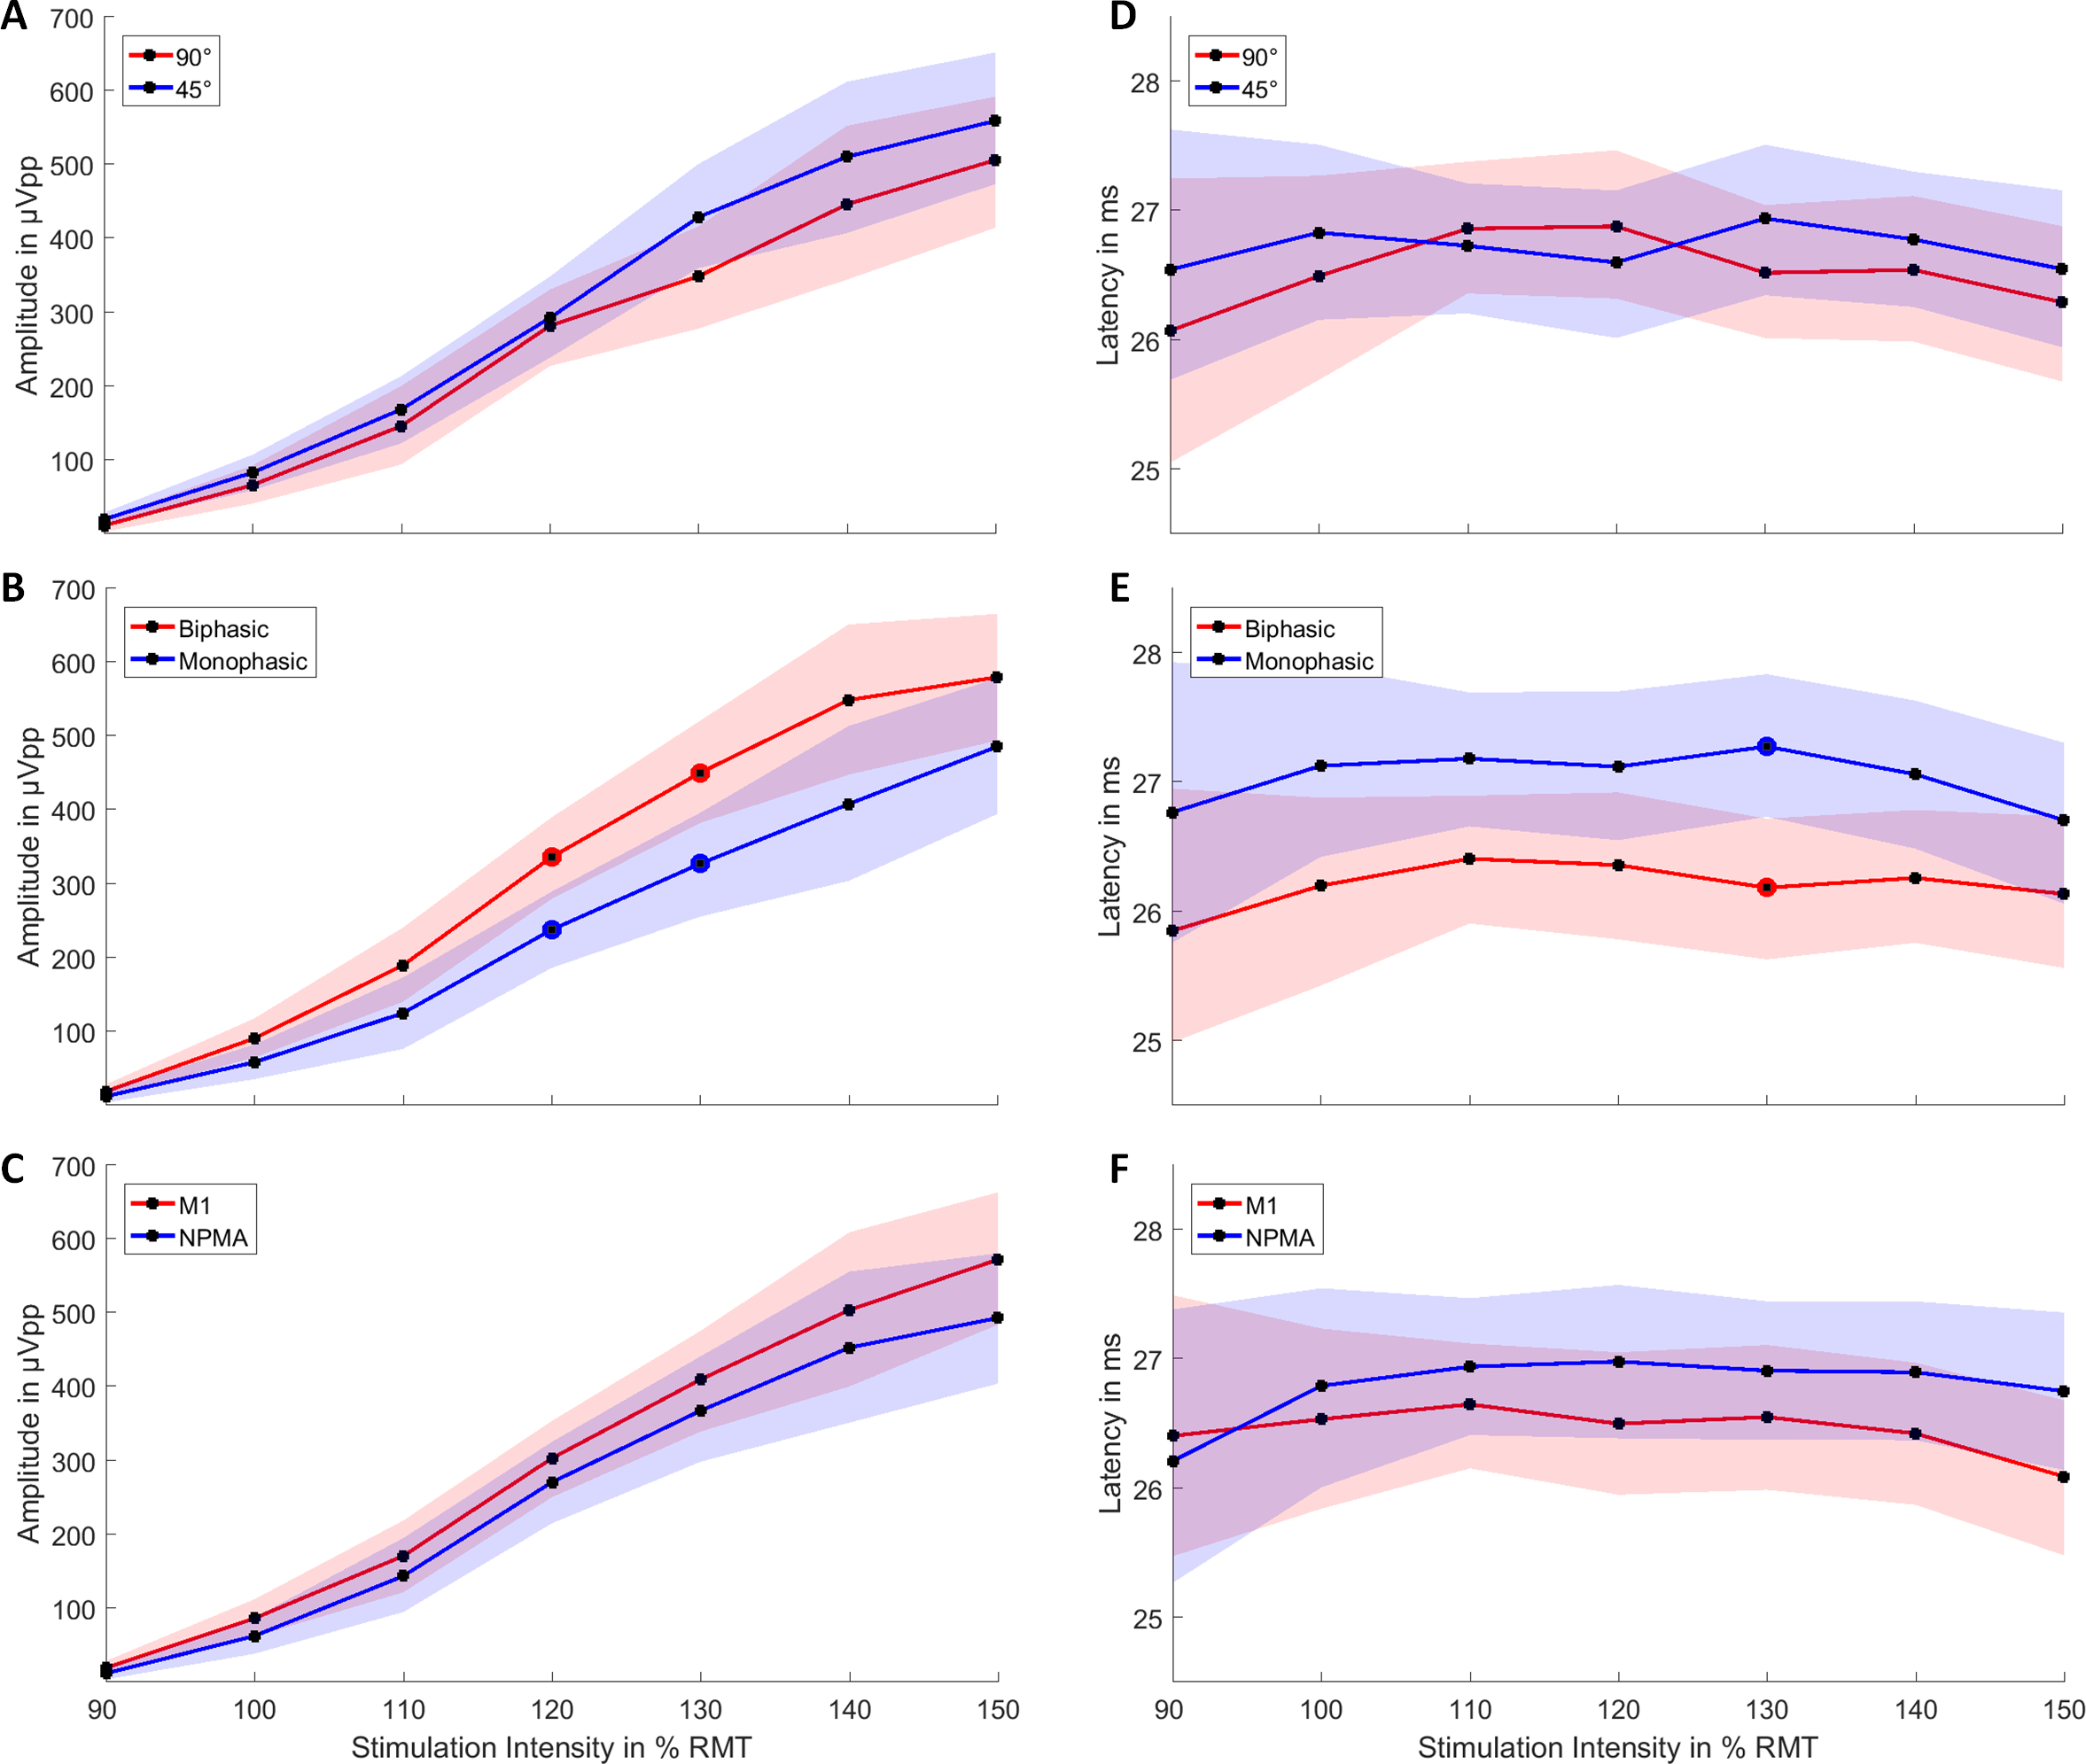 A
700
600
500
400
300
200
100
Amplitude in µVpp
90°
45°
D
28
27
26
25
Latency in ms
90°
45°
B
700
600
500
400
300
200
100
Amplitude in µVpp
Biphasic
Monophasic
E
28
27
26
25
Latency in ms
Biphasic
Monophasic
C
700
600
500
400
300
200
100
Amplitude in µVpp
M1
NPMA
90 100 110 120 130 140 150
Stimulation Intensity in % RMT
F
28
27
26
25
Latency in ms
M1
NPMA
90 100 110 120 130 140 150
Stimulation Intensity in % RMT